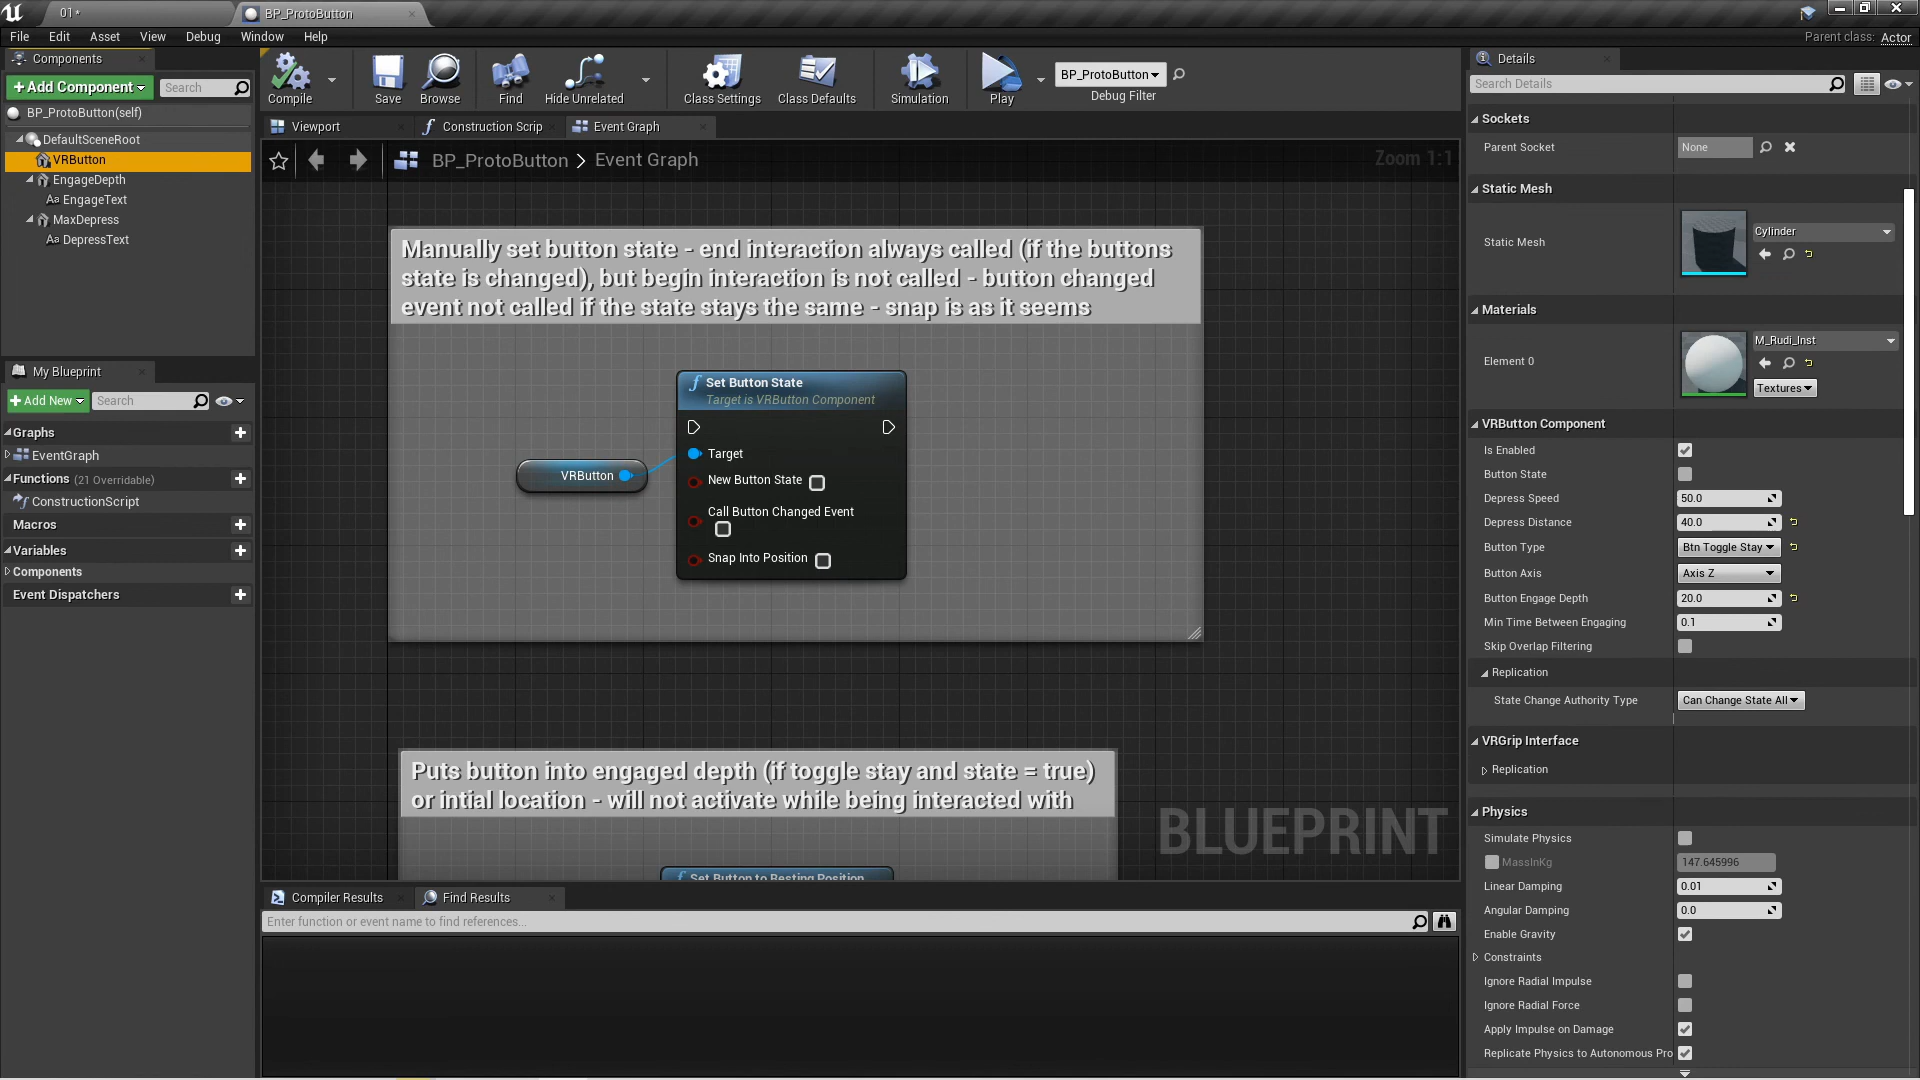 01*
BP_ProtoButton
File Edit Asset View Debug Window Help
Parent class: Actor
Components
+Add Component
Search
BP_ProtoButton(self)
DefaultSceneRoot
VRButton
EngageDepth
EngageText
MaxDepress
DepressText
My Blueprint
+Add New
Search
Graphs
EventGraph
Functions (21 Overridable)
ConstructionScript
Macros
Variables
Components
Event Dispatchers
Compile
Save
Browse
Find
Hide Unrelated
Class Settings
Class Defaults
Simulation
Play
BP_ProtoButton
Debug Filter
Viewport
Construction Scrip
Event Graph
BP_ProtoButton > Event Graph
Zoom 1:1
Manually set button state - end interaction always called (if the buttons
state is changed), but begin interaction is not called - button changed
event not called if the state stays the same - snap is as it seems
Set Button State
Target is VRButton Component
Target
New Button State
Call Button Changed Event
Snap Into Position
VRButton
Puts button into engaged depth (if toggle stay and state = true)
or intial location - will not activate while being interacted with
Set Button to Resting Position
BLUEPRINT
Compiler Results
Find Results
Enter function or event name to find references...
Details
Search Details
Sockets
Parent Socket None
Static Mesh
Static Mesh Cylinder
Materials
Element 0 M_Rudi_Inst
Textures
VRButton Component
Is Enabled
Button State
Depress Speed 50.0
Depress Distance 40.0
Button Type Btn Toggle Stay
Button Axis Axis Z
Button Engage Depth 20.0
Min Time Between Engaging 0.1
Skip Overlap Filtering
Replication
State Change Authority Type Can Change State All
VRGrip Interface
Replication
Physics
Simulate Physics
MassInKg 147.645996
Linear Damping 0.01
Angular Damping 0.0
Enable Gravity
Constraints
Ignore Radial Impulse
Ignore Radial Force
Apply Impulse on Damage
Replicate Physics to Autonomous Pro